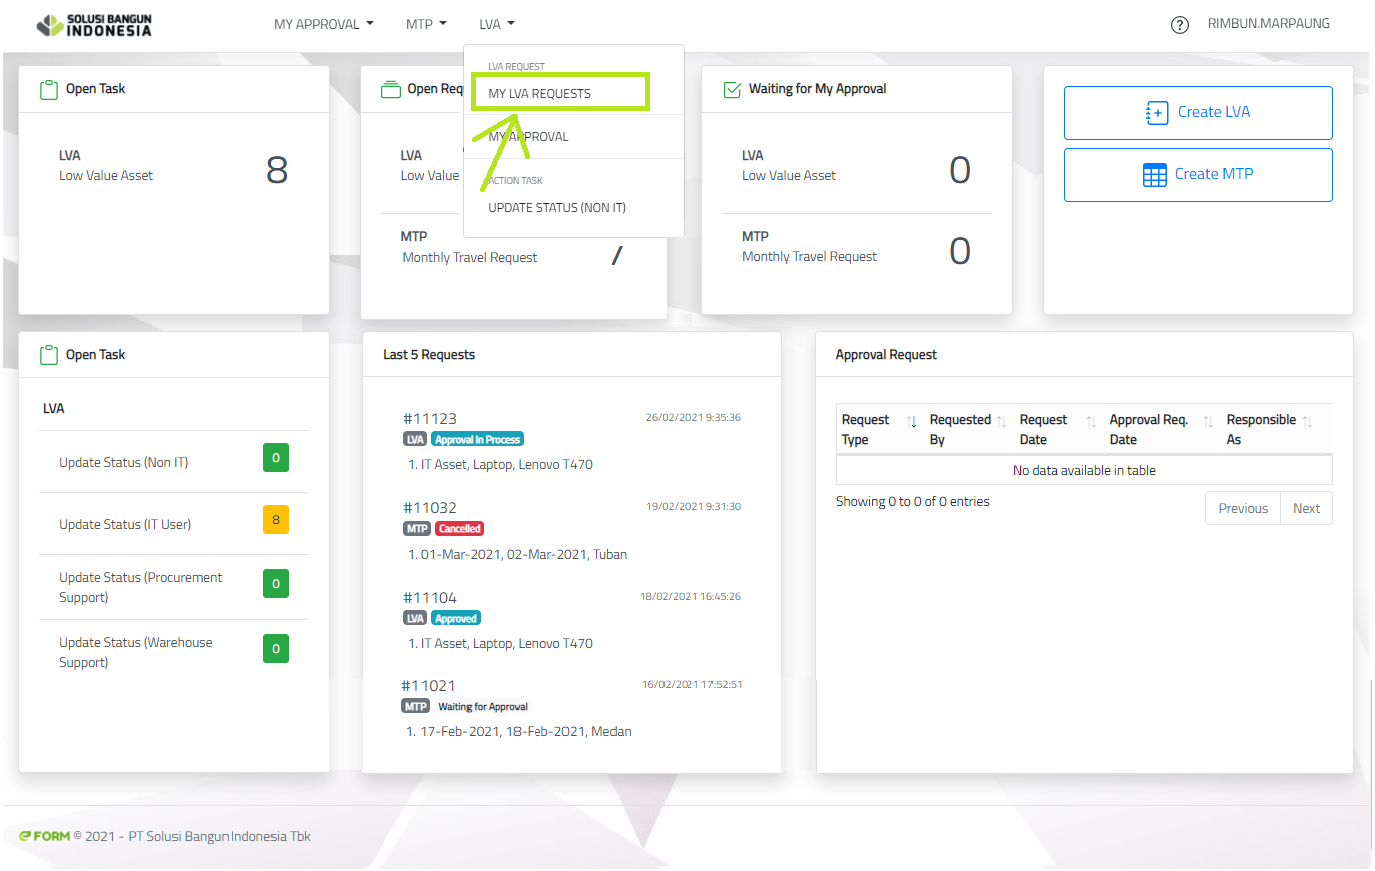 SOLUSI BANGUN
INDONESIA
MY APPROVAL
MTP
LVA
RIMBUN.MARPAUNG
LVA REQUEST
MY LVA REQUESTS
MY APPROVAL
ACTION TASK
UPDATE STATUS (NON IT)
Open Task
LVA
Low Value Asset
8
Open Req
LVA
Low Value
MTP
Monthly Travel Request
Waiting for My Approval
LVA
Low Value Asset
0
MTP
Monthly Travel Request
0
Create LVA
Create MTP
Open Task
LVA
Update Status (Non IT)
0
Update Status (IT User)
8
Update Status (Procurement
Support)
0
Update Status (Warehouse
Support)
0
Last 5 Requests
#11123
26/02/2021 9:35:36
LVA Approval In Process
1. IT Asset, Laptop, Lenovo T470
#11032
19/02/2021 9:31:30
MTP Cancelled
1. 01-Mar-2021, 02-Mar-2021, Tuban
#11104
18/02/2021 16:45:26
LVA Approved
1. IT Asset, Laptop, Lenovo T470
#11021
16/02/2021 17:52:51
MTP Waiting for Approval
1. 17-Feb-2021, 18-Feb-2021, Medan
Approval Request
Request Type
Requested By
Request Date
Approval Req. Date
Responsible As
No data available in table
Showing 0 to 0 of 0 entries
Previous
Next
eFORM © 2021 - PT Solusi Bangun Indonesia Tbk